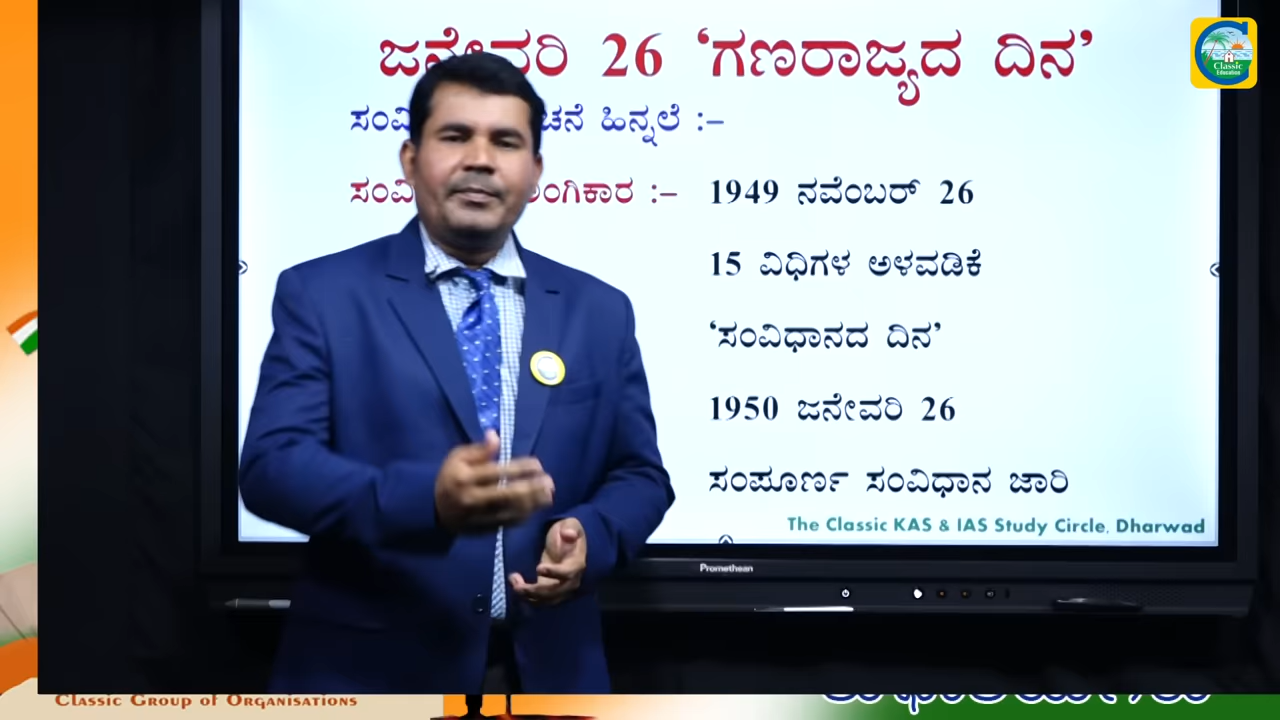 ಜನೇವರಿ 26 ‘ಗಣರಾಜ್ಯದ ದಿನ’
ಹಿನ್ನಲೆ :–
:– 1949 ನವೆಂಬರ್ 26
15 ವಿಧಿಗಳ ಅಳವಡಿಕೆ
‘ಸಂವಿಧಾನದ ದಿನ’
1950 ಜನೇವರಿ 26
ಸಂಪೂರ್ಣ ಸಂವಿಧಾನ ಜಾರಿ
The Classic KAS & IAS Study Circle, Dharwad
Promethean
Classic Group of Organisations
Classic
Education